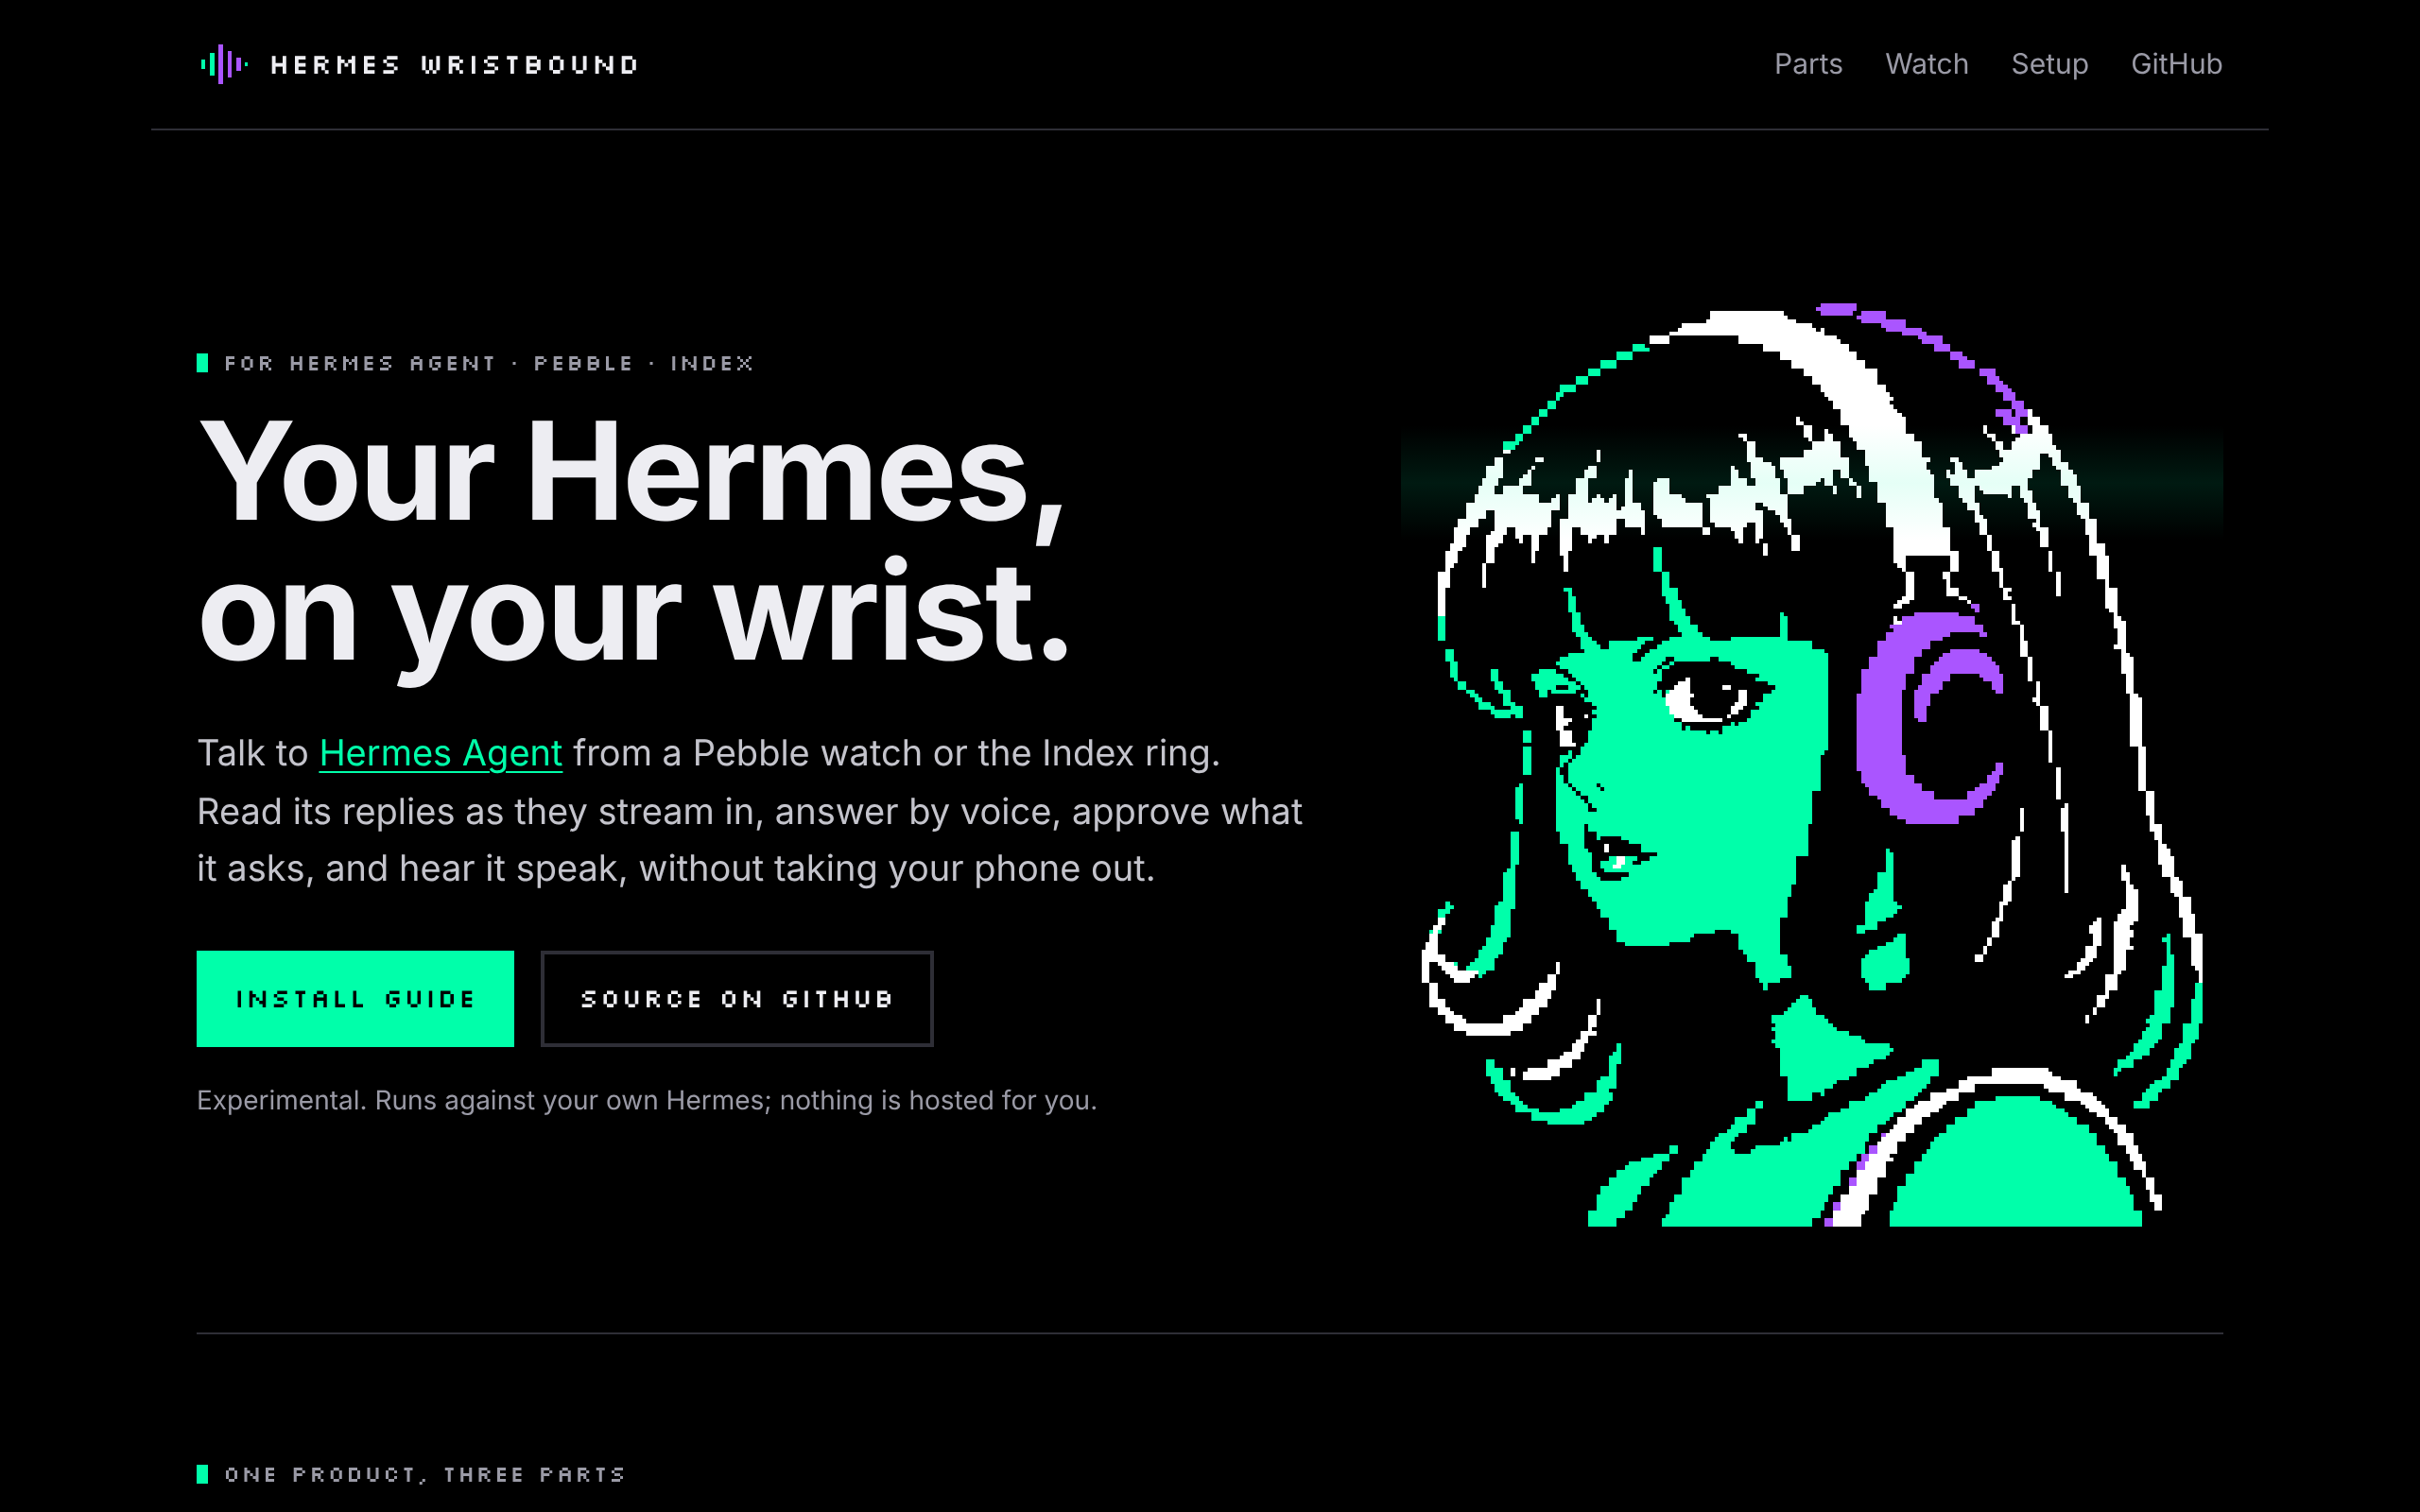 HERMES WRISTBOUND
Parts Watch Setup GitHub
FOR HERMES AGENT · PEBBLE · INDEX
Your Hermes,
on your wrist.
Talk to Hermes Agent from a Pebble watch or the Index ring.
Read its replies as they stream in, answer by voice, approve what
it asks, and hear it speak, without taking your phone out.
INSTALL GUIDE
SOURCE ON GITHUB
Experimental. Runs against your own Hermes; nothing is hosted for you.
ONE PRODUCT, THREE PARTS